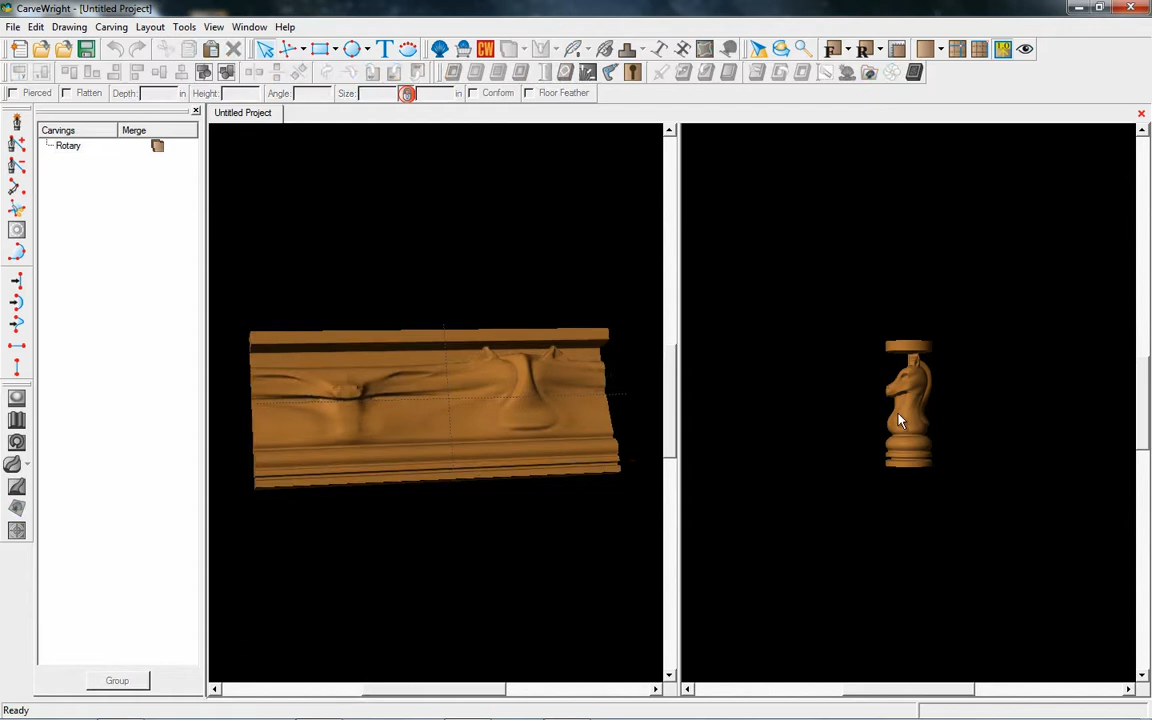 CarveWright - [Untitled Project]
File Edit Drawing Carving Layout Tools View Window Help
T CW F R
Pierced Flatten Depth: in Height: Angle: Size: in Conform Floor Feather
Carvings Merge
Rotary
Untitled Project
Group
Ready